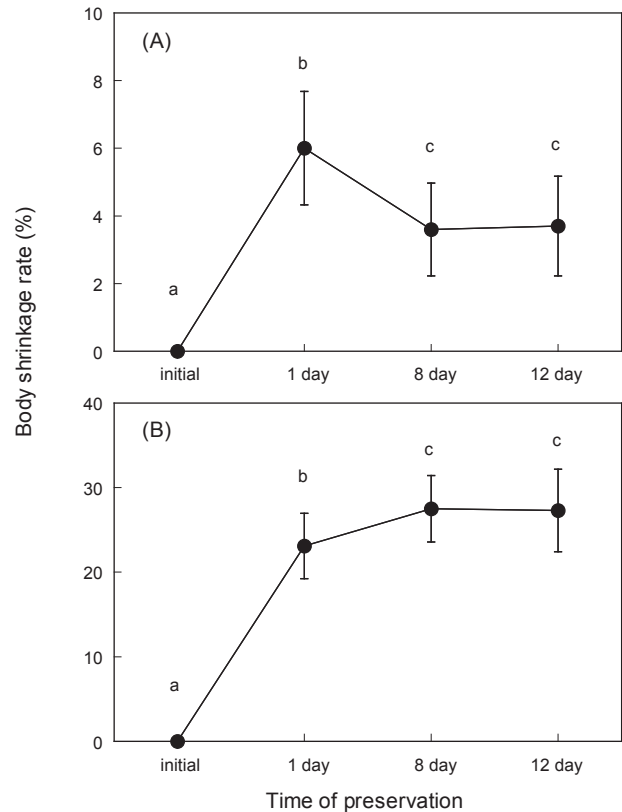 (A)
10
8
6
4
2
0
a
b
c
c
initial
1 day
8 day
12 day
Body shrinkage rate (%)
(B)
40
30
20
10
0
a
b
c
c
initial
1 day
8 day
12 day
Time of preservation